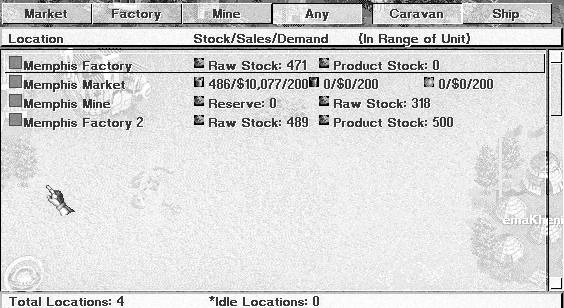 Market Factory Mine Any Caravan Ship
Location Stock/Sales/Demand (In Range of Unit)
Memphis Factory Raw Stock: 471 Product Stock: 0
Memphis Market 486/$10,077/200 0/$0/200 0/$0/200
Memphis Mine Reserve: 0 Raw Stock: 318
Memphis Factory 2 Raw Stock: 489 Product Stock: 500
emaKheni
Total Locations: 4 *Idle Locations: 0